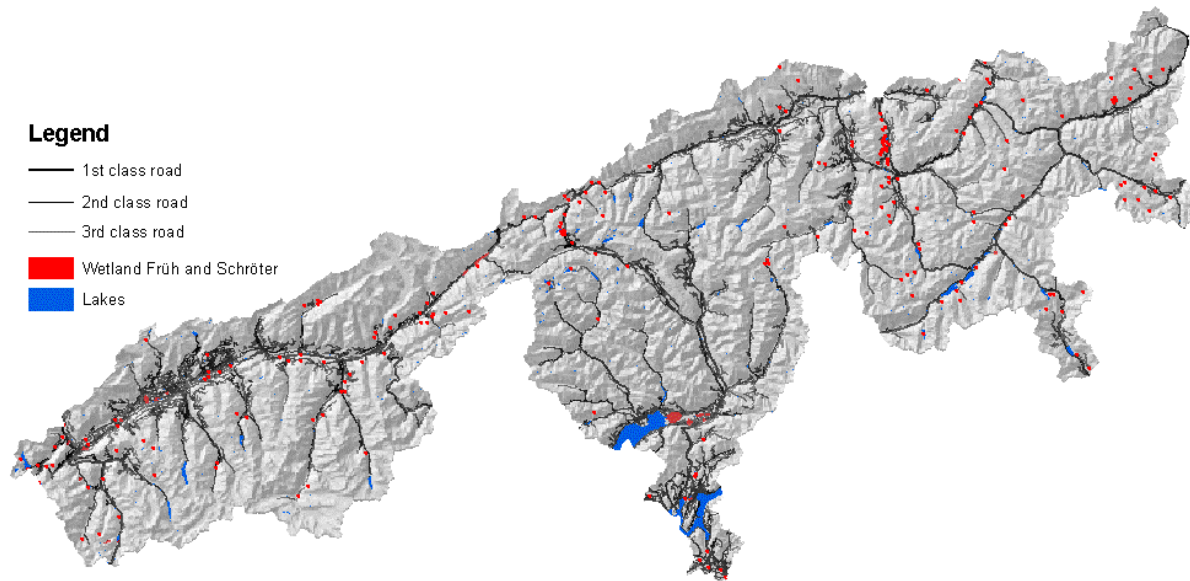 Legend
1st class road
2nd class road
3rd class road
Wetland Früh and Schröter
Lakes